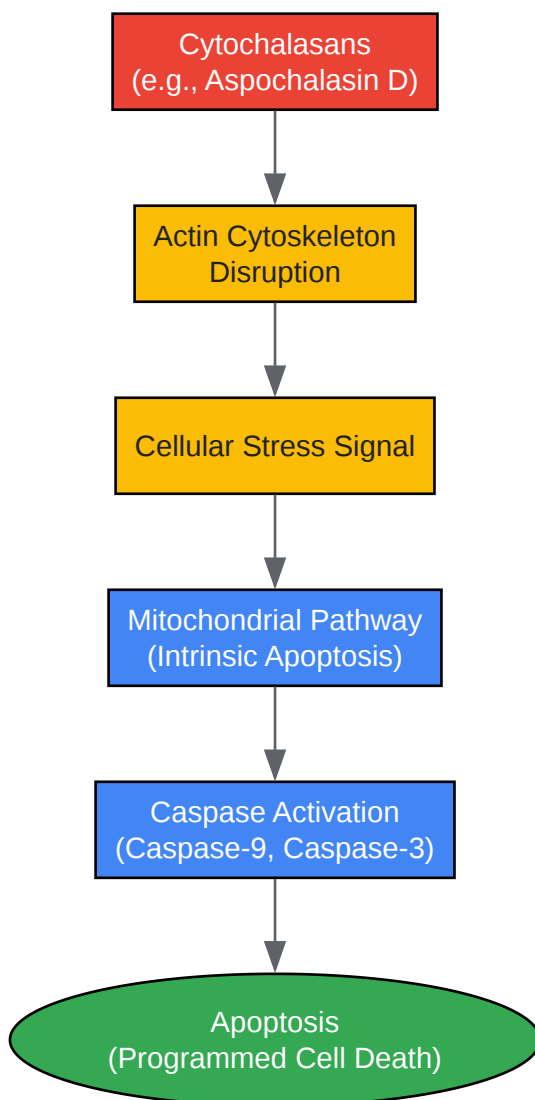 Cytochalasans
(e.g., Aspochalasin D)
Actin Cytoskeleton
Disruption
Cellular Stress Signal
Mitochondrial Pathway
(Intrinsic Apoptosis)
Caspase Activation
(Caspase-9, Caspase-3)
Apoptosis
(Programmed Cell Death)